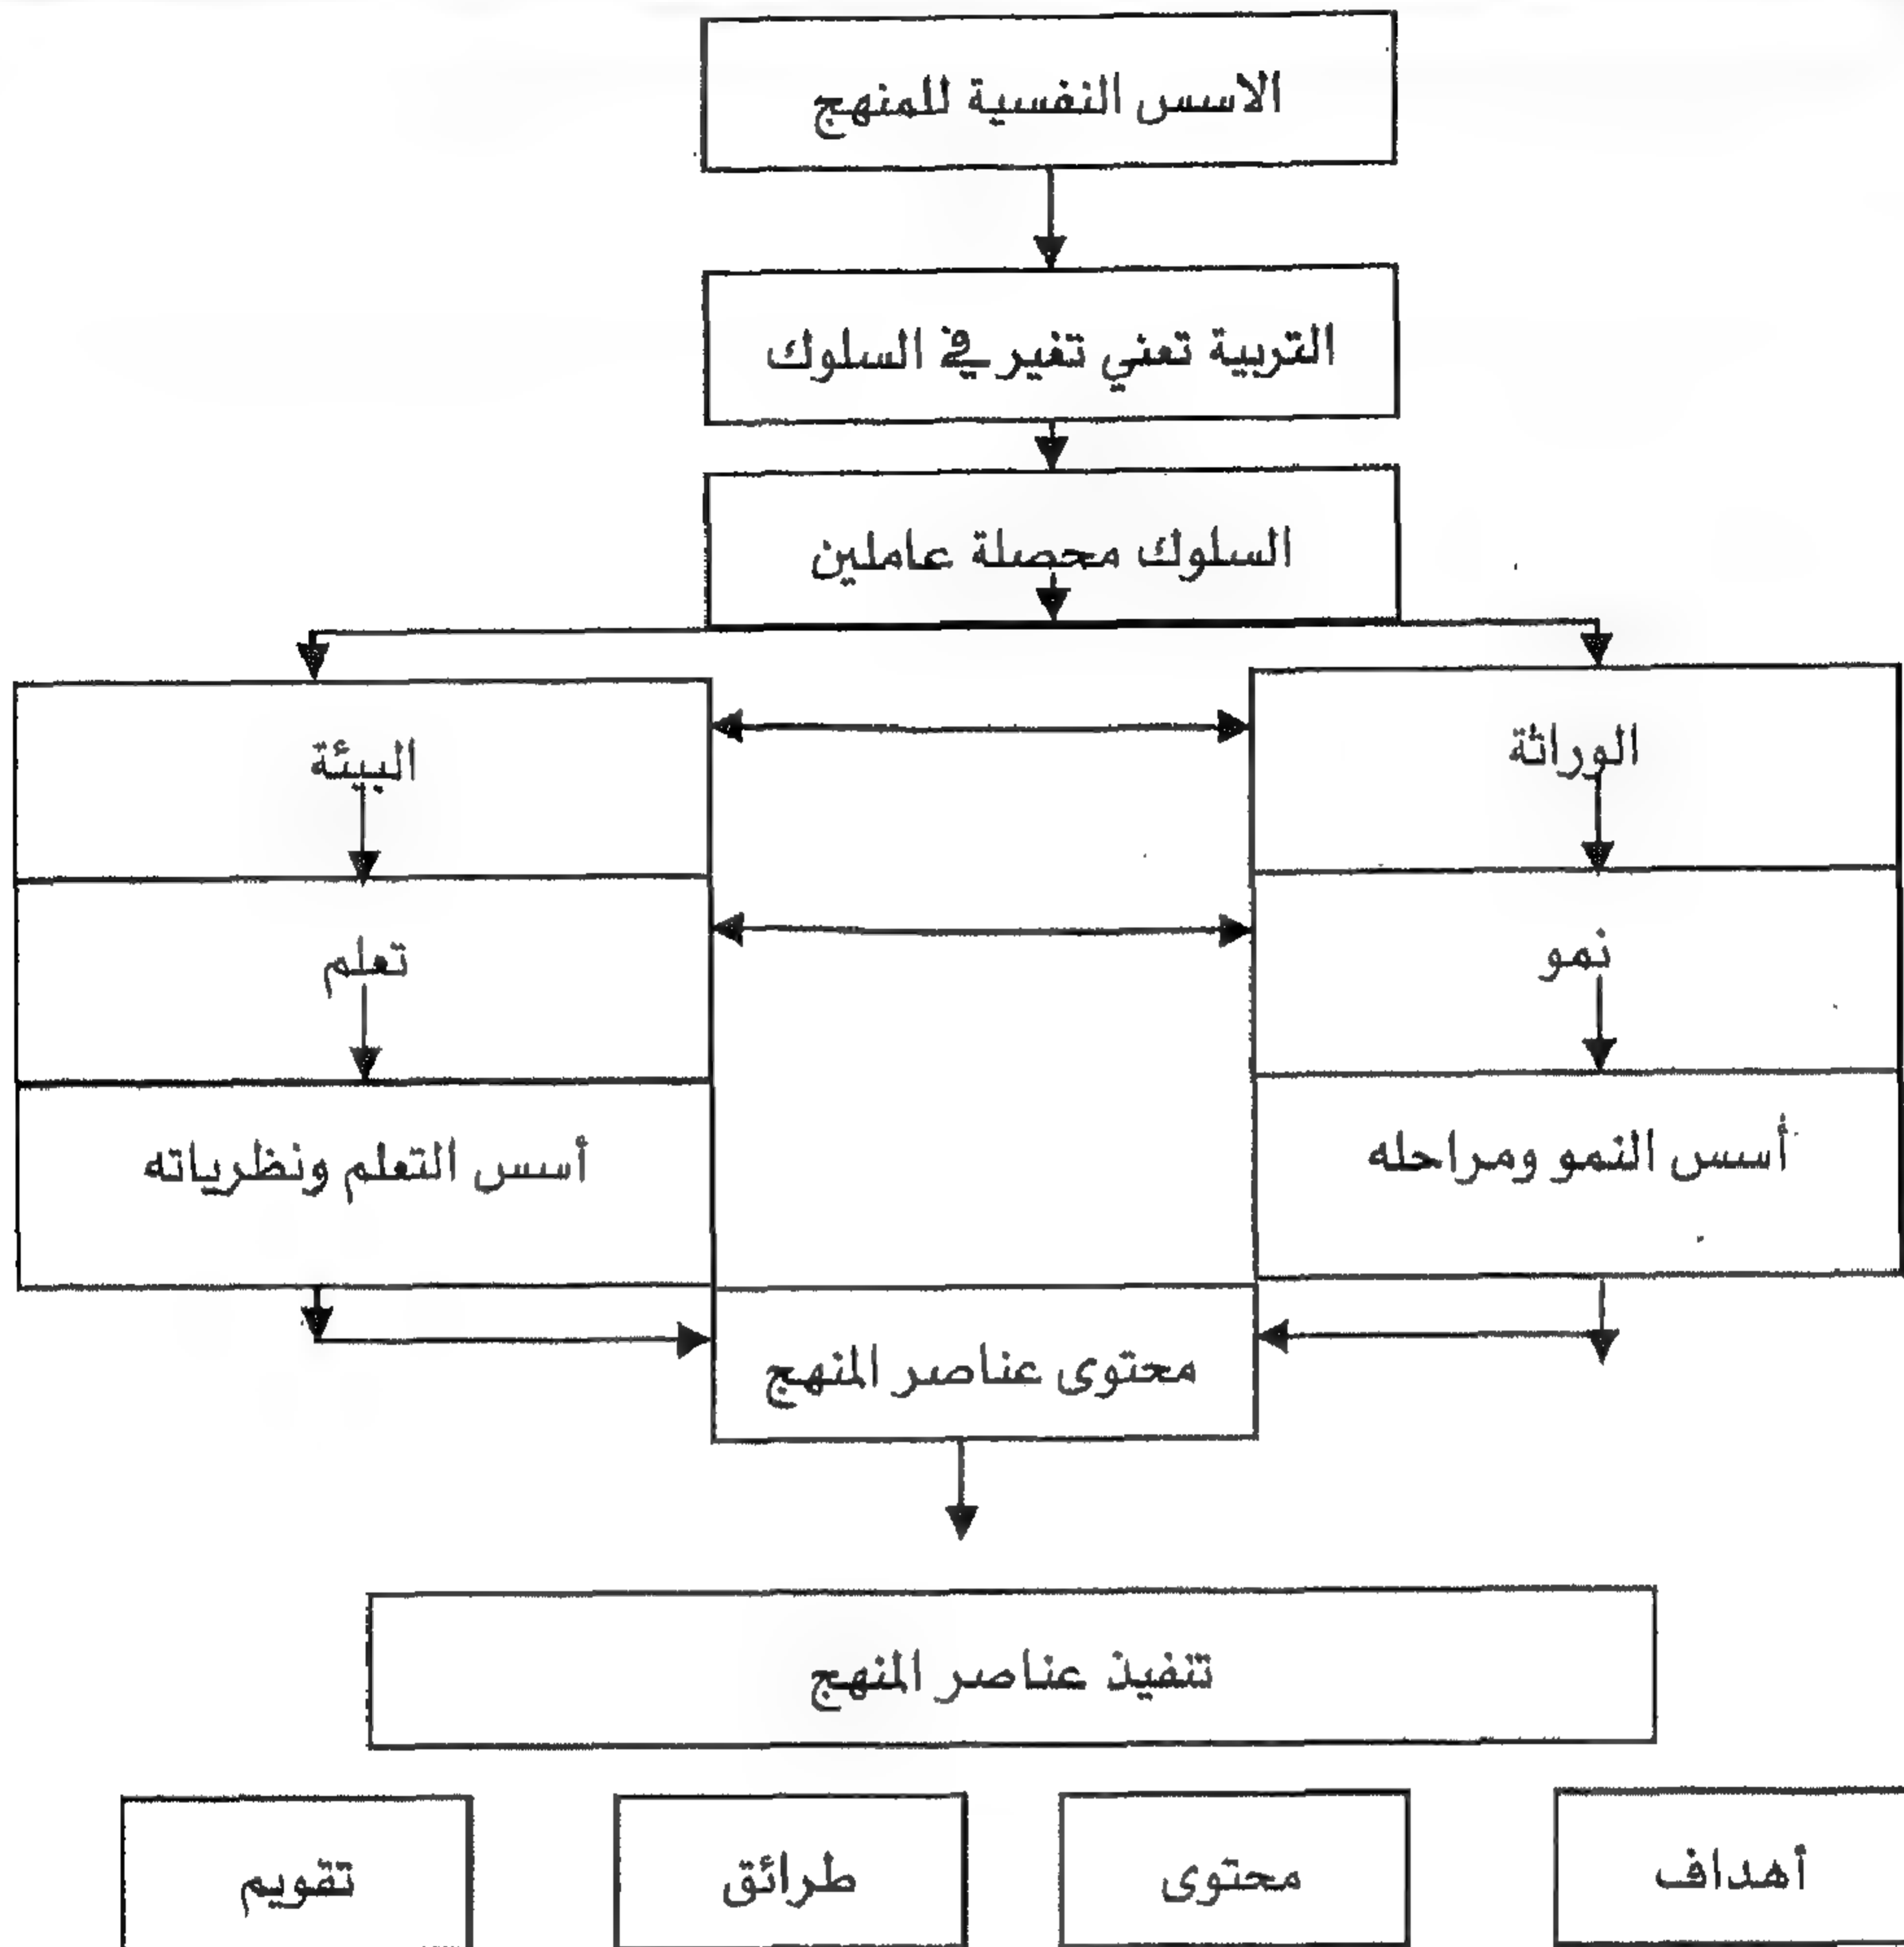 الاسس النفسية للمنهج
التربية تعني تغير في السلوك
السلوك محصلة عاملين
الوراثة
البيئة
نمو
تعلم
أسس النمو ومراحله
أسس التعلم ونظرياته
محتوى عناصر المنهج
تنفيذ عناصر المنهج
أهداف
محتوى
طرائق
تقويم